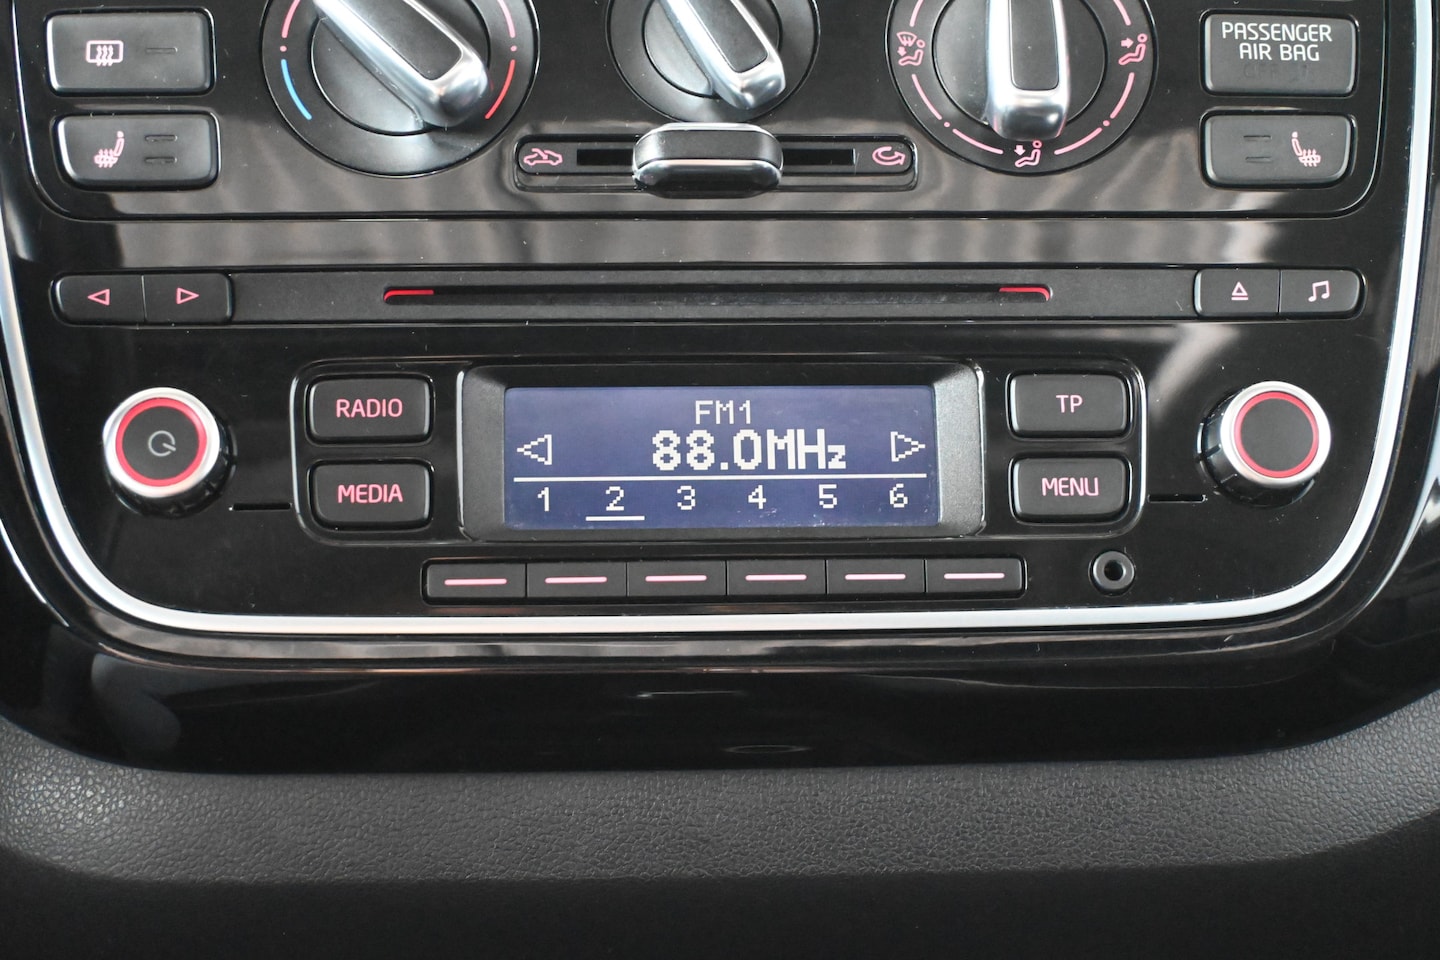 PASSENGER
AIR BAG
RADIO
MEDIA
FM1
88.0MHz
1 2 3 4 5 6
TP
MENU